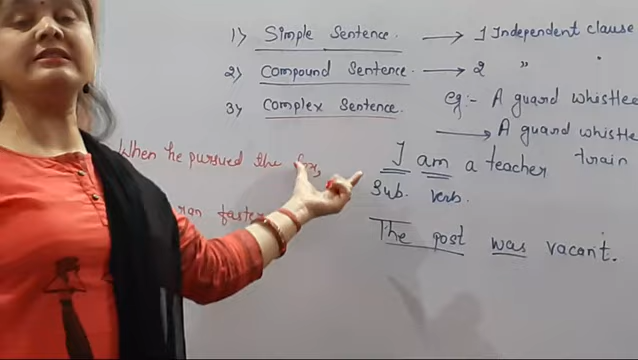 1) Simple Sentence. → 1 Independent clause
2) Compound Sentence. → 2 "
3) Complex Sentence. eg:- A guard whistle
→ A guard whistle
train
When he pursued the
ran faster
I am a teacher
Sub. verb.
The post was vacant.